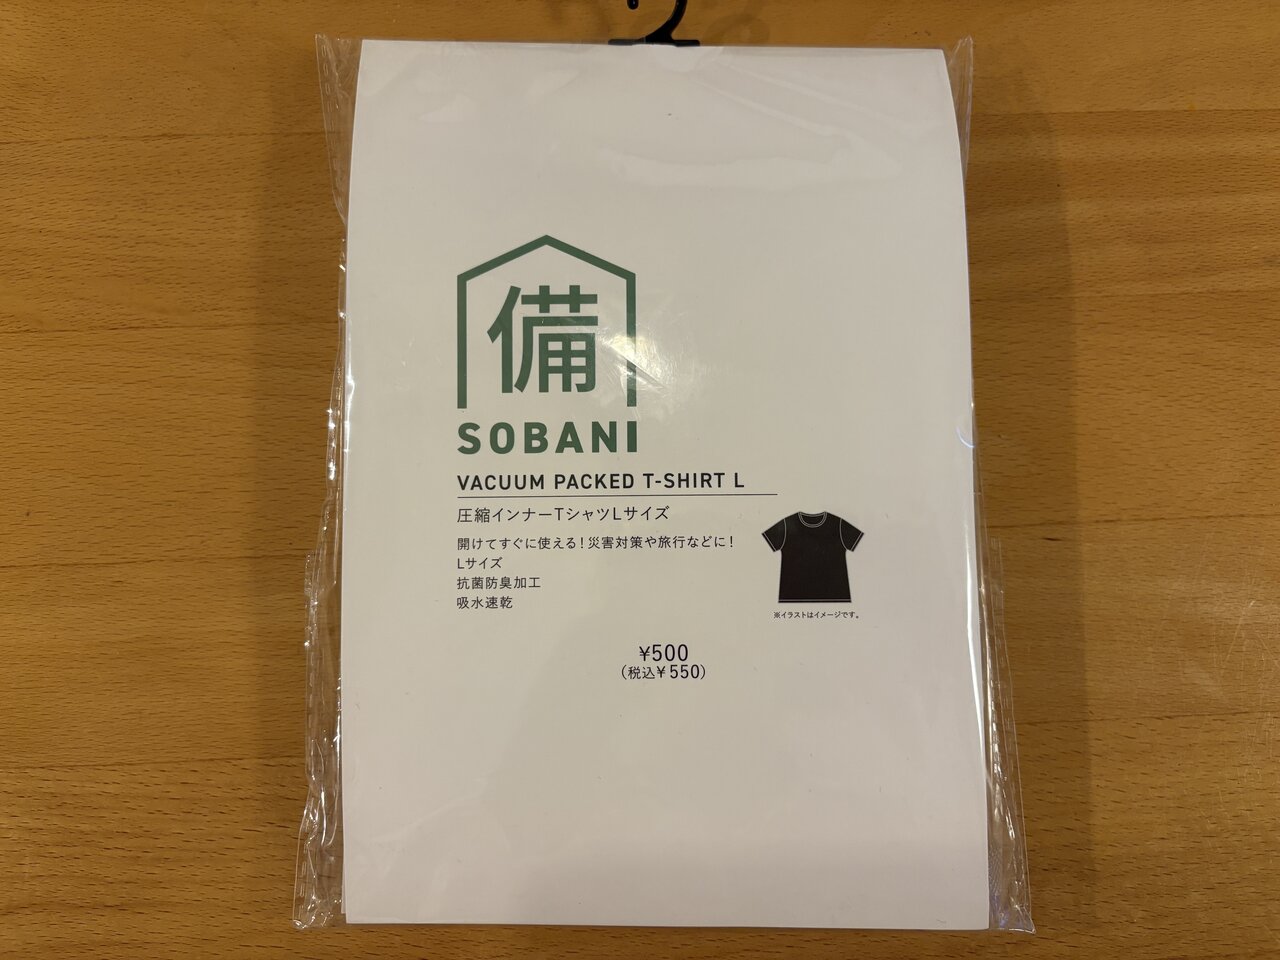 備
SOBANI
VACUUM PACKED T-SHIRT L
圧縮インナーTシャツLサイズ
開けてすぐに使える！災害対策や旅行などに！
Lサイズ
抗菌防臭加工
吸水速乾
※イラストはイメージです。
¥500
（税込¥550）